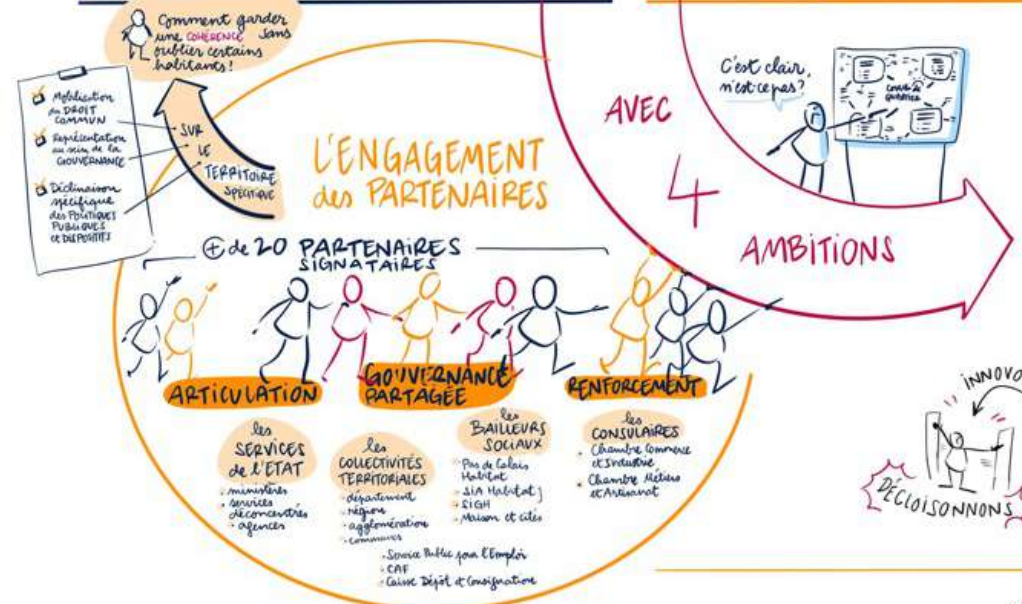 Comment garder
une COHÉRENCE sans
oublier certains
habitants !
Mobilisation
du DROIT
COMMUN
Représentation
au sein de la
GOUVERNANCE
Déclinaison
spécifique
des POLITIQUES
PUBLIQUES
et DISPOSITIFS
SUR
LE
TERRITOIRE
SPÉCIFIQUE
L'ENGAGEMENT
des PARTENAIRES
+ de 20 PARTENAIRES
SIGNATAIRES
ARTICULATION
GOUVERNANCE
PARTAGÉE
RENFORCEMENT
les
SERVICES
de l'ETAT
• ministères
• services
déconcentrés
• agences
les
COLLECTIVITÉS
TERRITORIALES
• département
• région
• agglomération
• communes
• Service Public pour l'Emploi
• CAF
• Caisse Dépôt et Consignation
les
BAILLEURS
SOCIAUX
• Pas de Calais
Habitat
• SIA Habitat
• SIGH
• Maison et cités
les
CONSULAIRES
• Chambre Commerce
et Industrie
• Chambre Métiers
et Artisanat
AVEC
4
AMBITIONS
C'est clair,
n'est ce pas ?
INNOVO
DÉCLOISONNONS